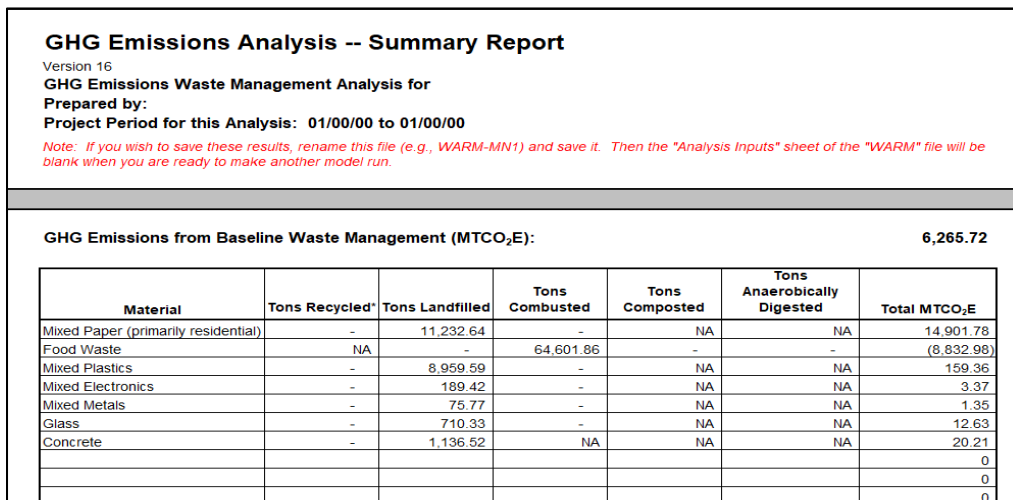 GHG Emissions Analysis -- Summary Report
Version 16
GHG Emissions Waste Management Analysis for
Prepared by:
Project Period for this Analysis: 01/00/00 to 01/00/00
Note: If you wish to save these results, rename this file (e.g., WARM-MN1) and save it. Then the "Analysis Inputs" sheet of the "WARM" file will be
blank when you are ready to make another model run.
GHG Emissions from Baseline Waste Management (MTCO₂E): 6,265.72
Material Tons Recycled* Tons Landfilled Tons Combusted Tons Composted Tons Anaerobically Digested Total MTCO₂E
Mixed Paper (primarily residential) - 11,232.64 - NA NA 14,901.78
Food Waste NA - 64,601.86 - - (8,832.98)
Mixed Plastics - 8,959.59 - NA NA 159.36
Mixed Electronics - 189.42 - NA NA 3.37
Mixed Metals - 75.77 - NA NA 1.35
Glass - 710.33 - NA NA 12.63
Concrete - 1,136.52 NA NA NA 20.21
0
0
0